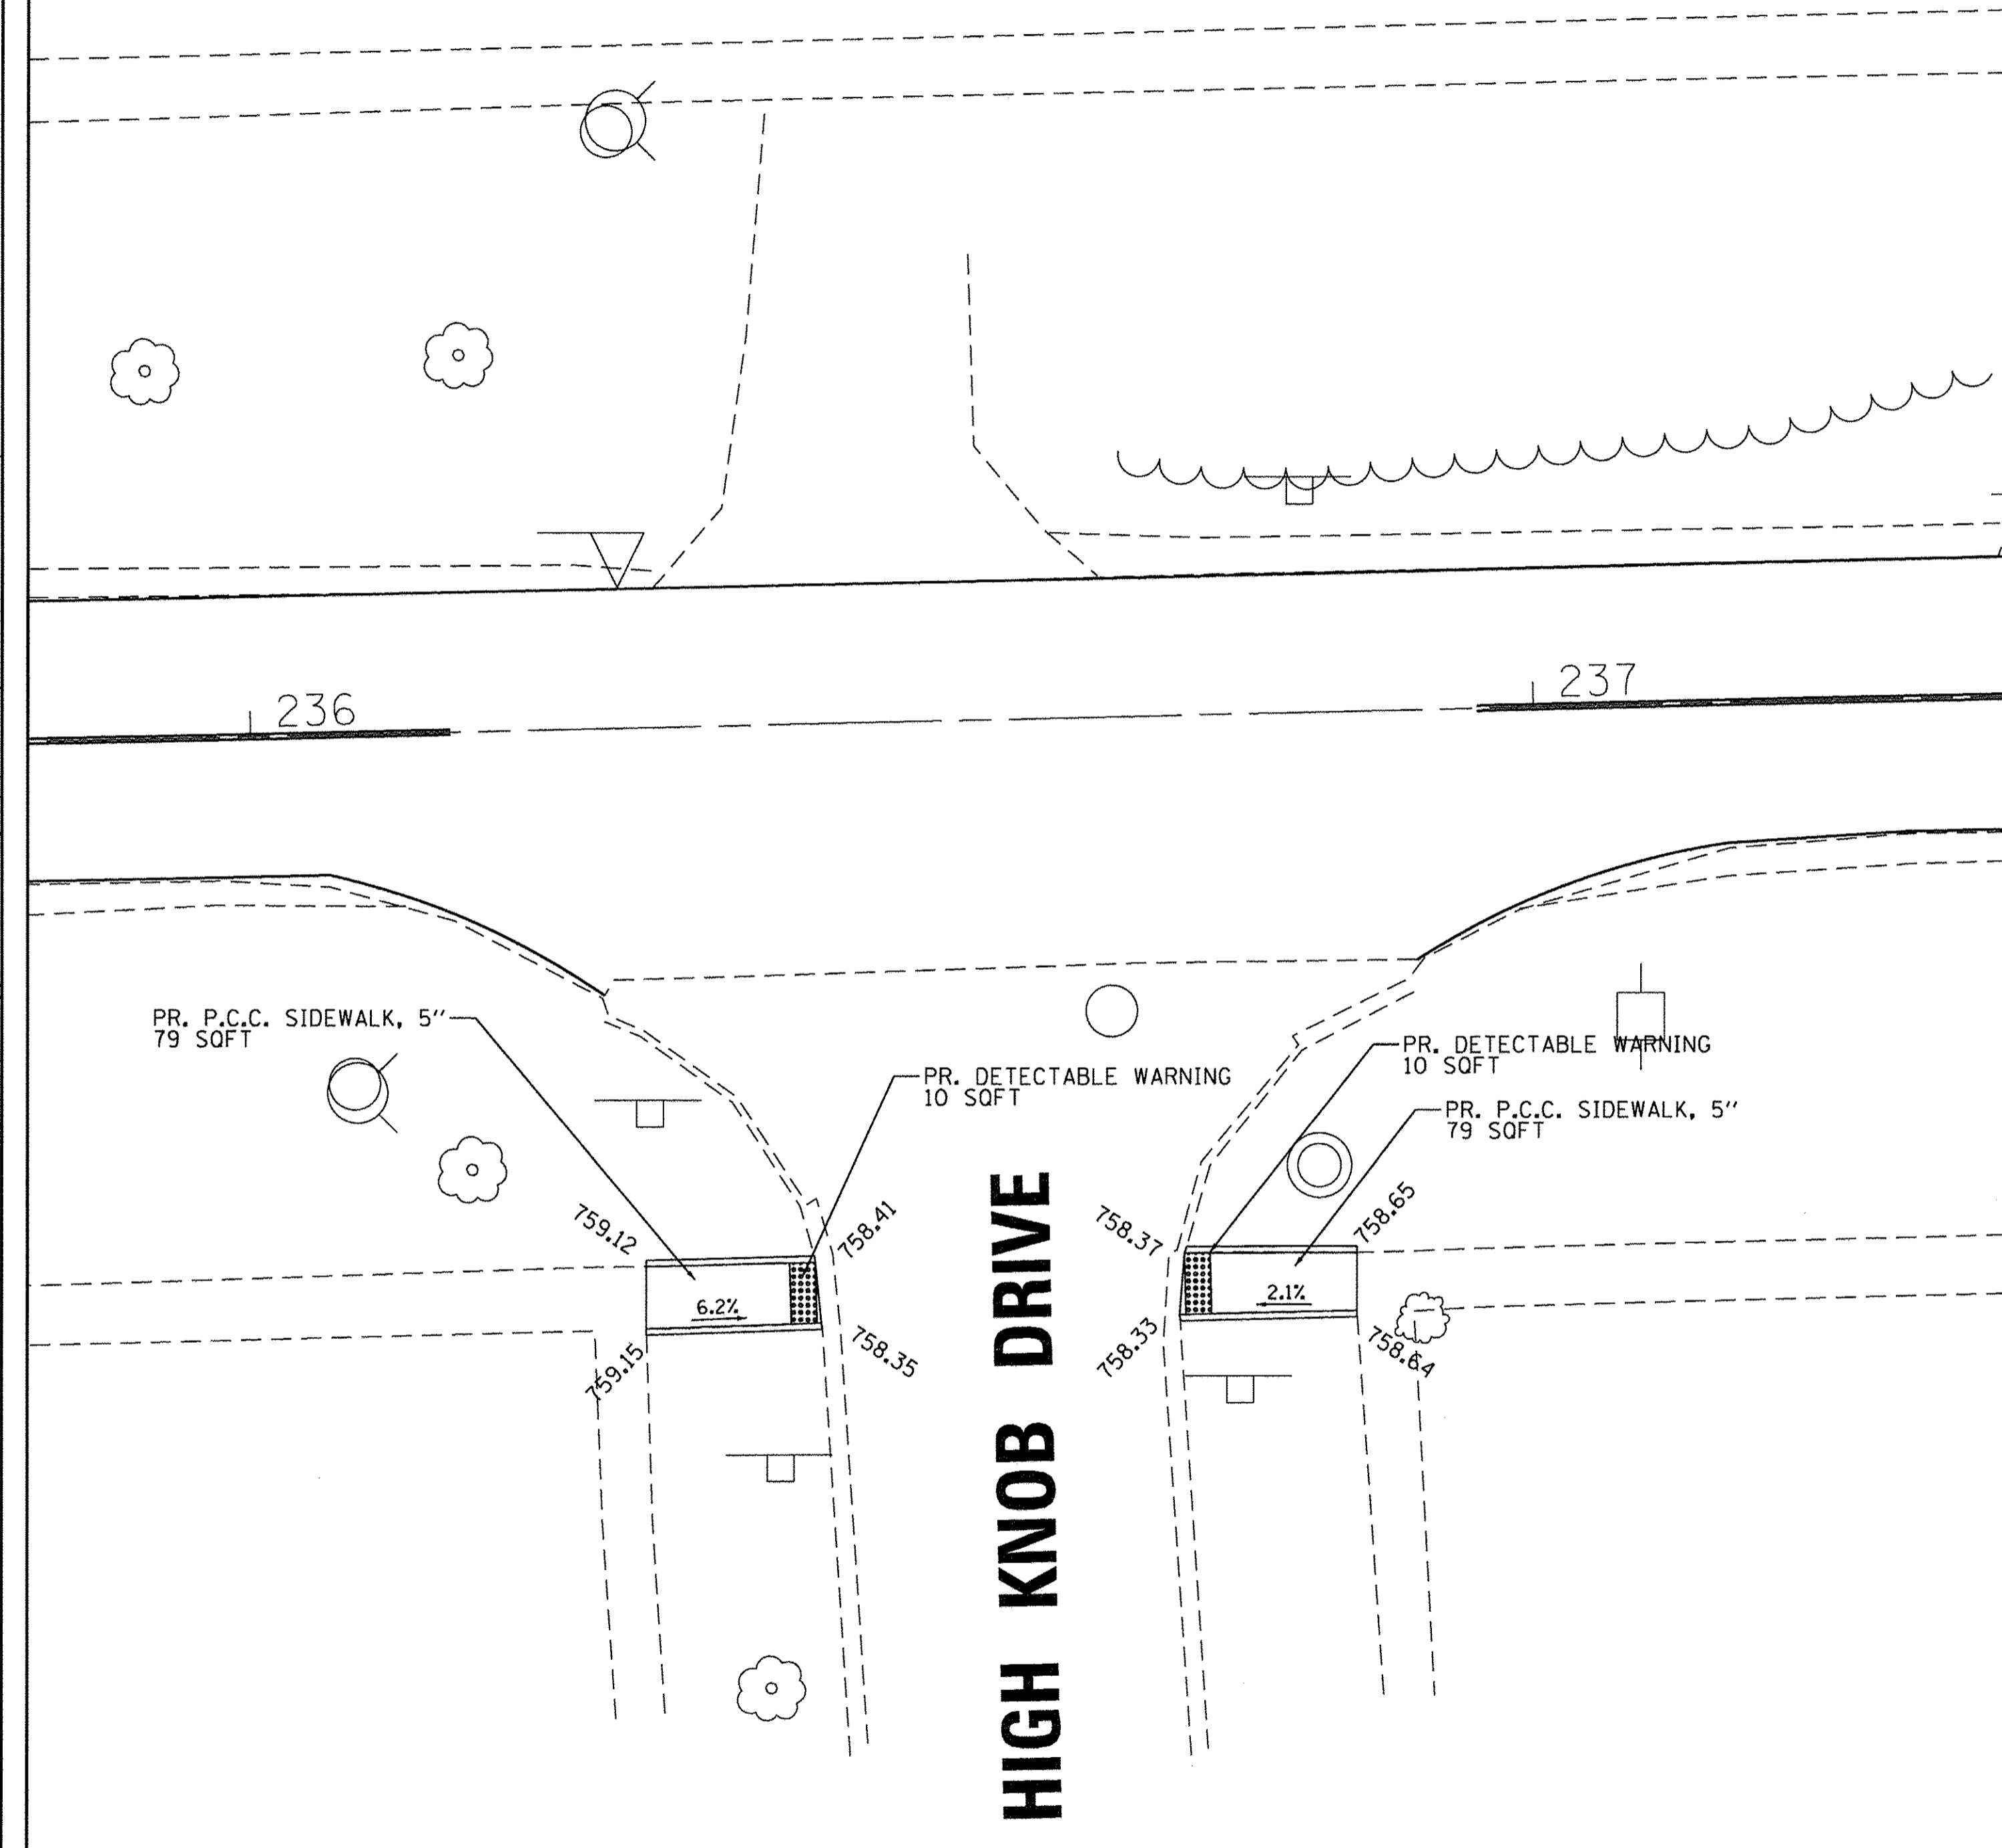 236
237
PR. P.C.C. SIDEWALK, 5"
79 SQFT
PR. DETECTABLE WARNING
10 SQFT
PR. DETECTABLE WARNING
10 SQFT
PR. P.C.C. SIDEWALK, 5"
79 SQFT
759.12
758.41
758.37
758.65
6.2%
2.1%
759.15
758.35
758.33
758.64
HIGH KNOB DRIVE